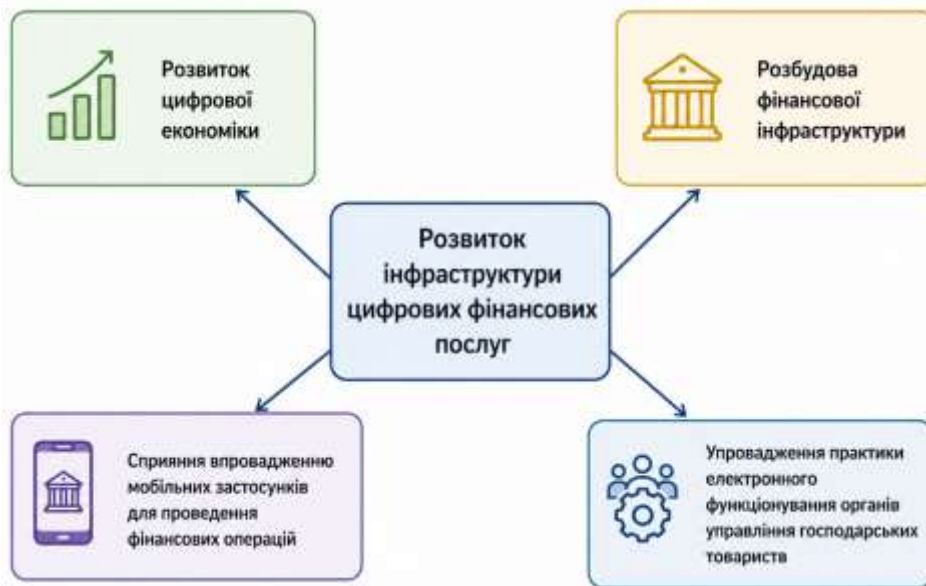 Розвиток
цифрової
економіки
Розбудова
фінансової
інфраструктури
Розвиток
інфраструктури
цифрових фінансових
послуг
Сприяння впровадженню
мобільних застосунків
для проведення
фінансових операцій
Упровадження практики
електронного
функціонування органів
управління господарських
товариств